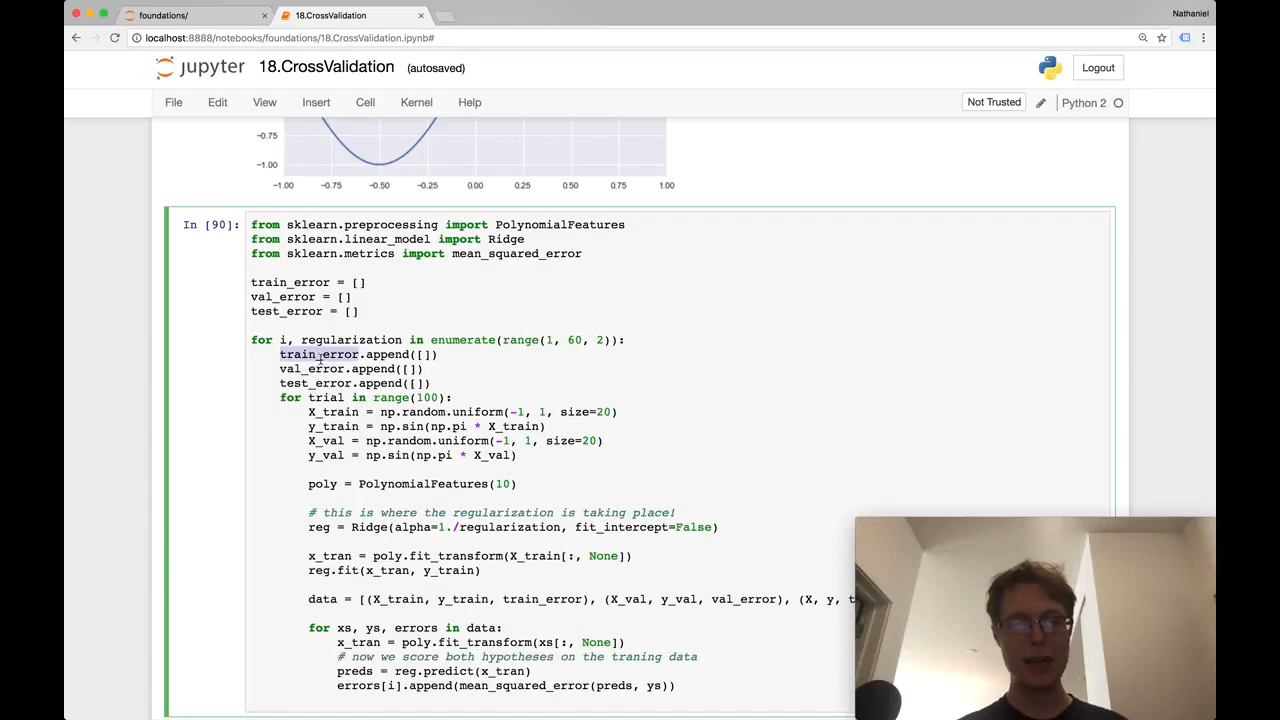 foundations/
18.CrossValidation
Nathaniel
localhost:8888/notebooks/foundations/18.CrossValidation.ipynb#
jupyter 18.CrossValidation (autosaved)
Logout
File Edit View Insert Cell Kernel Help
Not Trusted
Python 2
−0.75
−1.00
−1.00 −0.75 −0.50 −0.25 0.00 0.25 0.50 0.75 1.00
In [90]:
from sklearn.preprocessing import PolynomialFeatures
from sklearn.linear_model import Ridge
from sklearn.metrics import mean_squared_error
train_error = []
val_error = []
test_error = []
for i, regularization in enumerate(range(1, 60, 2)):
train_error.append([])
val_error.append([])
test_error.append([])
for trial in range(100):
X_train = np.random.uniform(-1, 1, size=20)
y_train = np.sin(np.pi * X_train)
X_val = np.random.uniform(-1, 1, size=20)
y_val = np.sin(np.pi * X_val)
poly = PolynomialFeatures(10)
# this is where the regularization is taking place!
reg = Ridge(alpha=1./regularization, fit_intercept=False)
x_tran = poly.fit_transform(X_train[:, None])
reg.fit(x_tran, y_train)
data = [(X_train, y_train, train_error), (X_val, y_val, val_error), (X, y, t
for xs, ys, errors in data:
x_tran = poly.fit_transform(xs[:, None])
# now we score both hypotheses on the traning data
preds = reg.predict(x_tran)
errors[i].append(mean_squared_error(preds, ys))